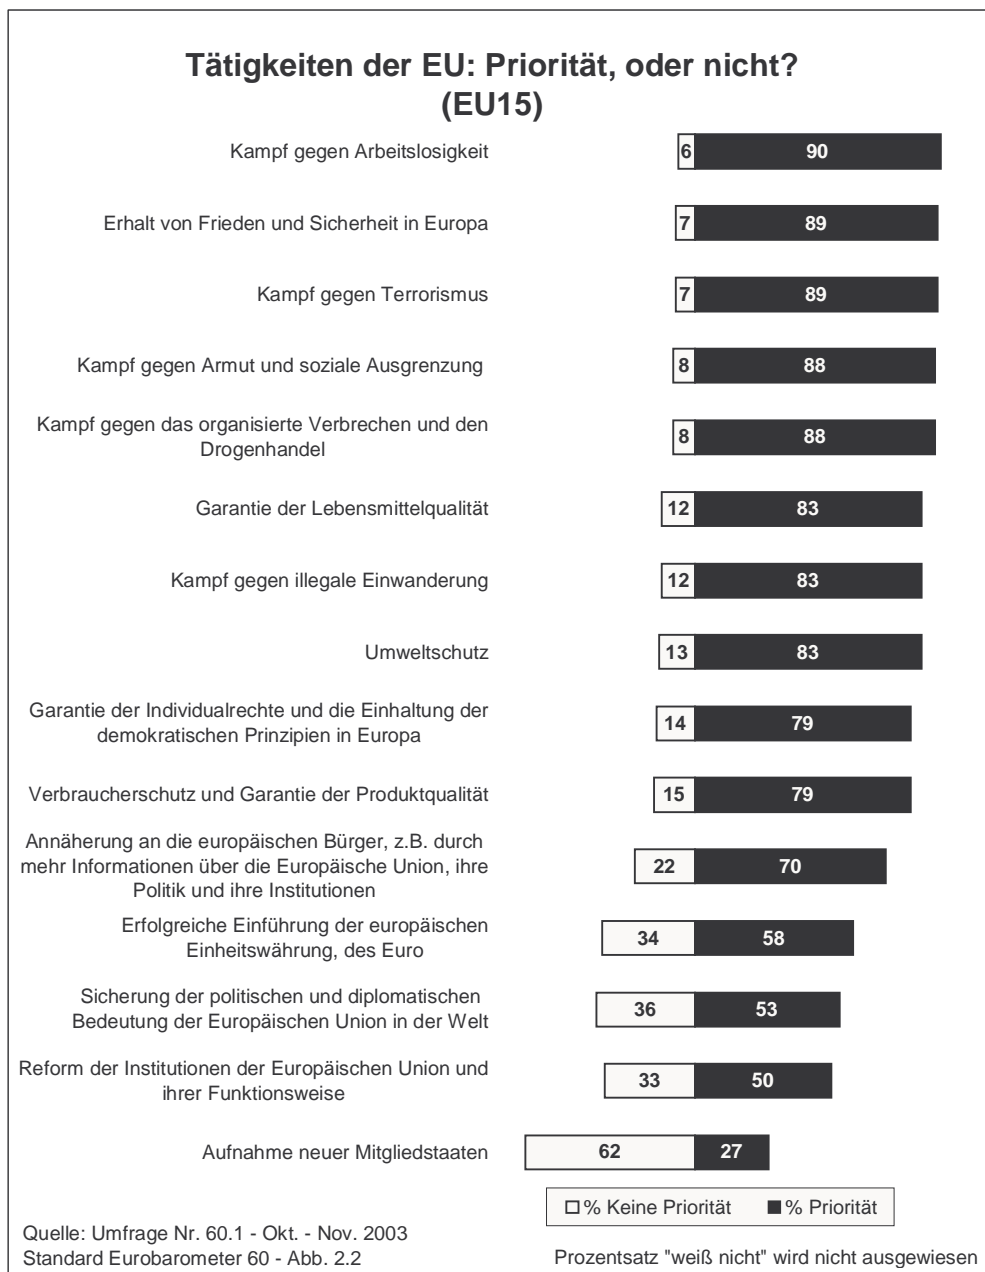 Tätigkeiten der EU: Priorität, oder nicht?
(EU15)
Kampf gegen Arbeitslosigkeit 6 90
Erhalt von Frieden und Sicherheit in Europa 7 89
Kampf gegen Terrorismus 7 89
Kampf gegen Armut und soziale Ausgrenzung 8 88
Kampf gegen das organisierte Verbrechen und den
Drogenhandel 8 88
Garantie der Lebensmittelqualität 12 83
Kampf gegen illegale Einwanderung 12 83
Umweltschutz 13 83
Garantie der Individualrechte und die Einhaltung der
demokratischen Prinzipien in Europa 14 79
Verbraucherschutz und Garantie der Produktqualität 15 79
Annäherung an die europäischen Bürger, z.B. durch
mehr Informationen über die Europäische Union, ihre 22 70
Politik und ihre Institutionen
Erfolgreiche Einführung der europäischen
Einheitswährung, des Euro 34 58
Sicherung der politischen und diplomatischen
Bedeutung der Europäischen Union in der Welt 36 53
Reform der Institutionen der Europäischen Union und
ihrer Funktionsweise 33 50
Aufnahme neuer Mitgliedstaaten 62 27
% Keine Priorität % Priorität
Quelle: Umfrage Nr. 60.1 - Okt. - Nov. 2003
Standard Eurobarometer 60 - Abb. 2.2
Prozentsatz "weiß nicht" wird nicht ausgewiesen